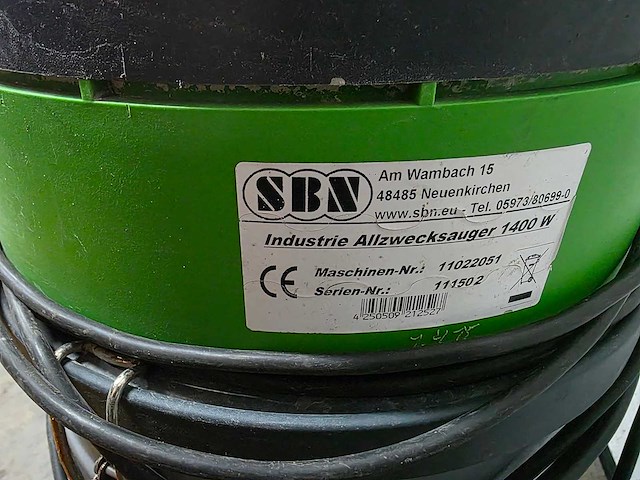 SBN
Am Wambach 15
48485 Neuenkirchen
www.sbn.eu - Tel. 05973/80699-0
Industrie Allzwecksauger 1400 W
CE
Maschinen-Nr.: 11022051
Serien-Nr.: 111502
4 250509 212527